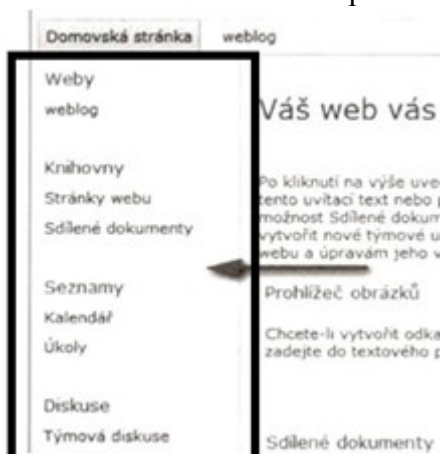 Domovská stránka weblog
Weby
weblog
Knihovny
Stránky webu
Sdílené dokumenty
Seznamy
Kalendář
Úkoly
Diskuse
Týmová diskuse
Váš web vás
Po kliknutí na výše uve
tento uvítací text nebo p
možnost Sdílené dokum
vytvořit nové týmové u
webu a úpravám jeho v
Prohlížeč obrázků
Chcete-li vytvořit odka
zadejte do textového p
Sdílené dokumenty